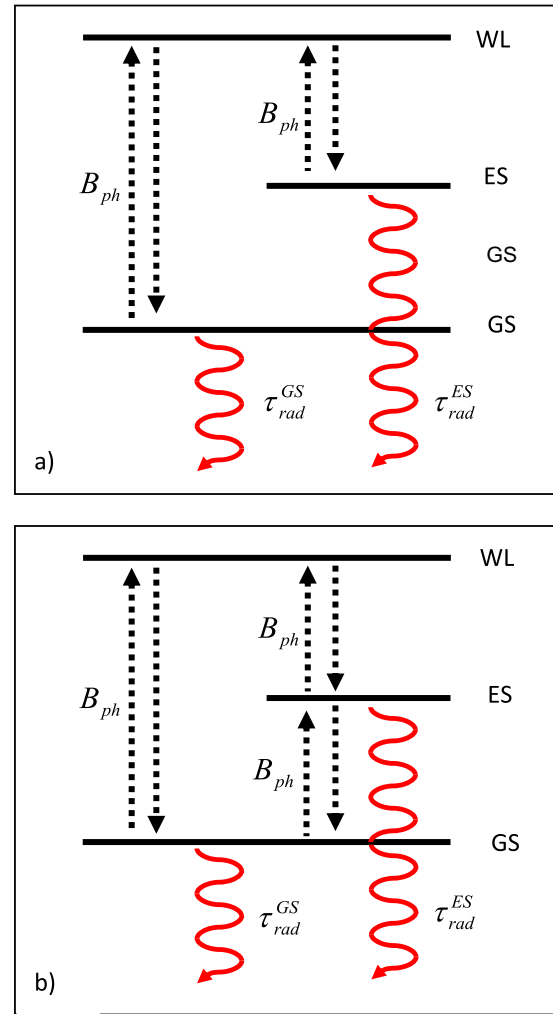 WL
B_ph
ES
B_ph
GS
GS
τ_rad^GS
τ_rad^ES
a)
WL
B_ph
ES
B_ph
B_ph
GS
τ_rad^GS
τ_rad^ES
b)